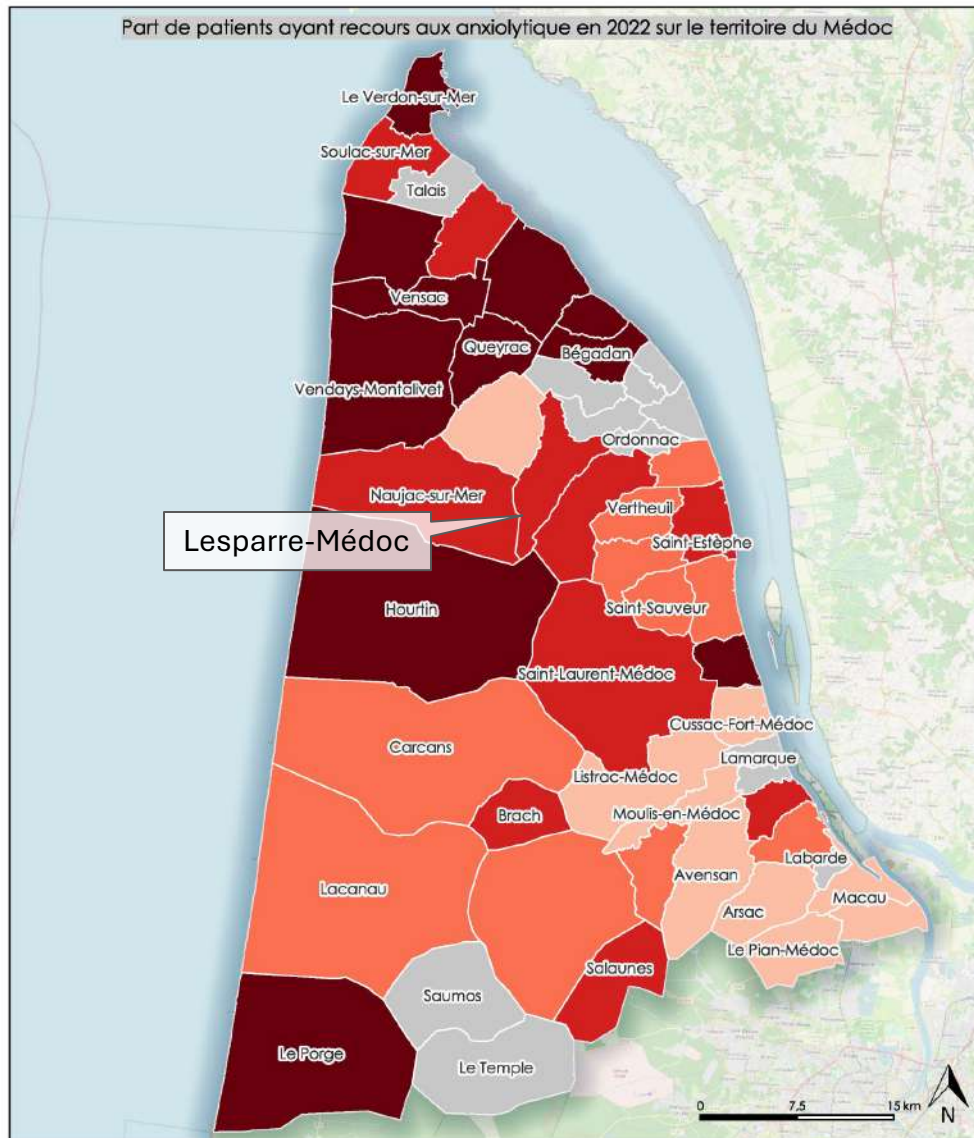 Part de patients ayant recours aux anxiolytique en 2022 sur le territoire du Médoc
Le Verdon-sur-Mer
Soulac-sur-Mer
Talais
Vensac
Queyrac
Bégadan
Vendays-Montalivet
Ordonnac
Naujac-sur-Mer
Vertheuil
Lesparre-Médoc
Saint-Estèphe
Hourtin
Saint-Sauveur
Saint-Laurent-Médoc
Cussac-Fort-Médoc
Carcans
Lamarque
Listrac-Médoc
Brach
Moulis-en-Médoc
Labarde
Avensan
Lacanau
Macau
Arsac
Le Pian-Médoc
Salaunes
Saumos
Le Porge
Le Temple
0 7,5 15 km
N